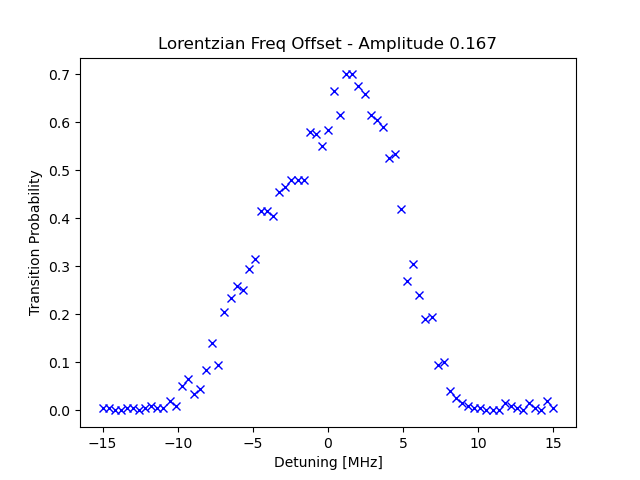 Lorentzian Freq Offset - Amplitude 0.167
Transition Probability
0.7
0.6
0.5
0.4
0.3
0.2
0.1
0.0
−15 −10 −5 0 5 10 15
Detuning [MHz]